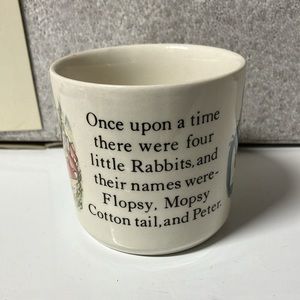 Once upon a time
there were four
little Rabbits, and
their names were-
Flopsy, Mopsy
Cotton tail, and Peter.